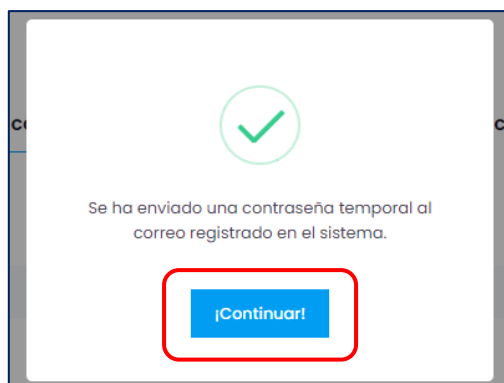 Se ha enviado una contraseña temporal al
correo registrado en el sistema.
¡Continuar!